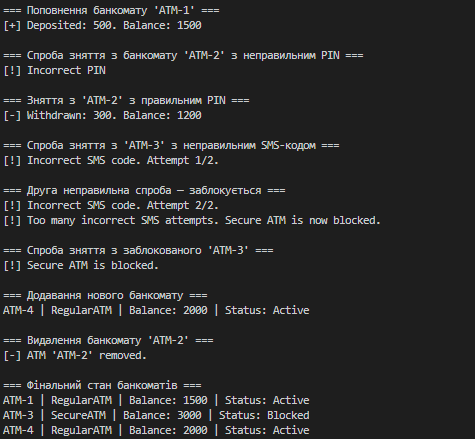 === Поповнення банкомату 'ATM-1' ===
[+] Deposited: 500. Balance: 1500
=== Спроба зняття з банкомату 'ATM-2' з неправильним PIN ===
[!] Incorrect PIN
=== Зняття з 'ATM-2' з правильним PIN ===
[-] Withdrawn: 300. Balance: 1200
=== Спроба зняття з 'ATM-3' з неправильним SMS-кодом ===
[!] Incorrect SMS code. Attempt 1/2.
=== Друга неправильна спроба — заблокується ===
[!] Incorrect SMS code. Attempt 2/2.
[!] Too many incorrect SMS attempts. Secure ATM is now blocked.
=== Спроба зняття з заблокованого 'ATM-3' ===
[!] Secure ATM is blocked.
=== Додавання нового банкомату ===
ATM-4 | RegularATM | Balance: 2000 | Status: Active
=== Видалення банкомату 'ATM-2' ===
[-] ATM 'ATM-2' removed.
=== Фінальний стан банкоматів ===
ATM-1 | RegularATM | Balance: 1500 | Status: Active
ATM-3 | SecureATM | Balance: 3000 | Status: Blocked
ATM-4 | RegularATM | Balance: 2000 | Status: Active